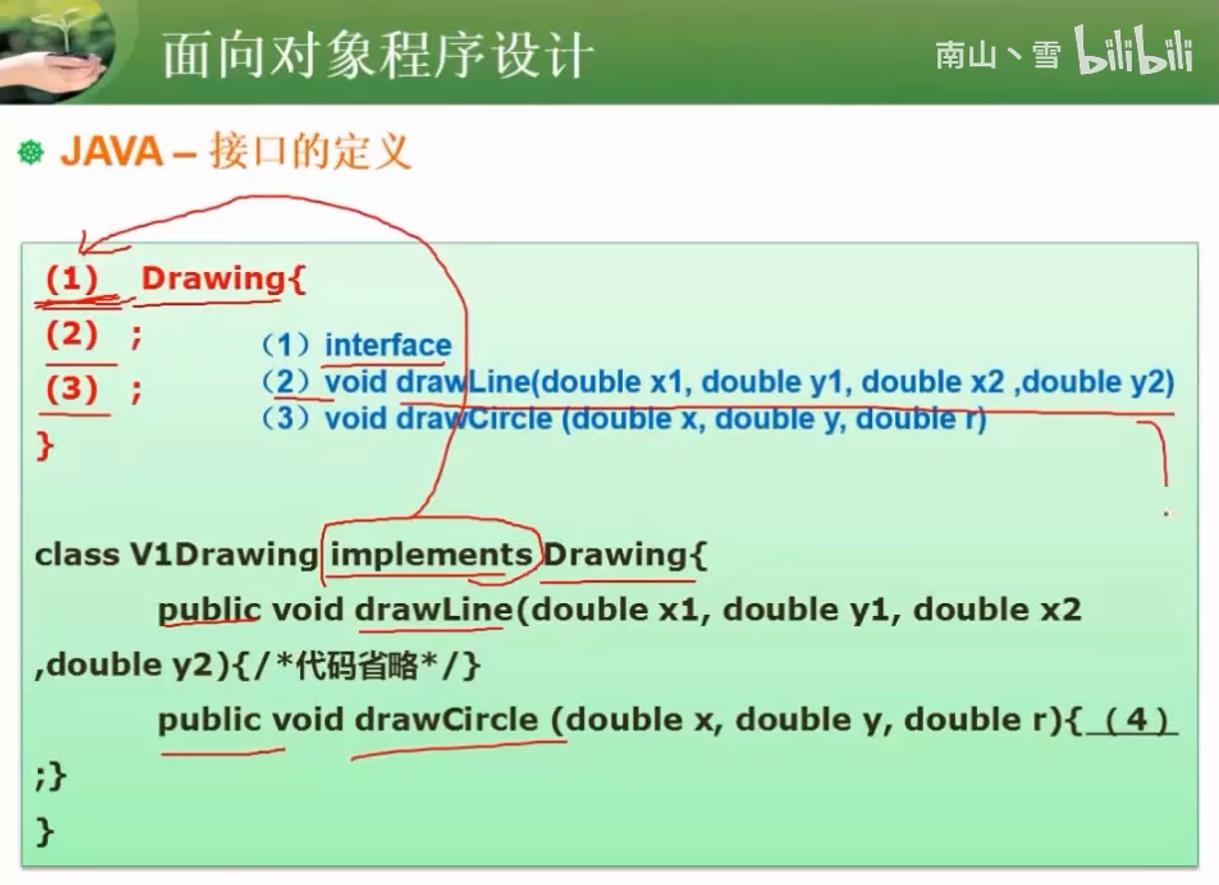 面向对象程序设计
南山丶雪 bilibili
JAVA – 接口的定义
(1) Drawing{
(2) ;
(3) ;
}
（1）interface
（2）void drawLine(double x1, double y1, double x2 ,double y2)
（3）void drawCircle (double x, double y, double r)
class V1Drawing implements Drawing{
public void drawLine(double x1, double y1, double x2
,double y2){/*代码省略*/}
public void drawCircle (double x, double y, double r){（4）
;}
}